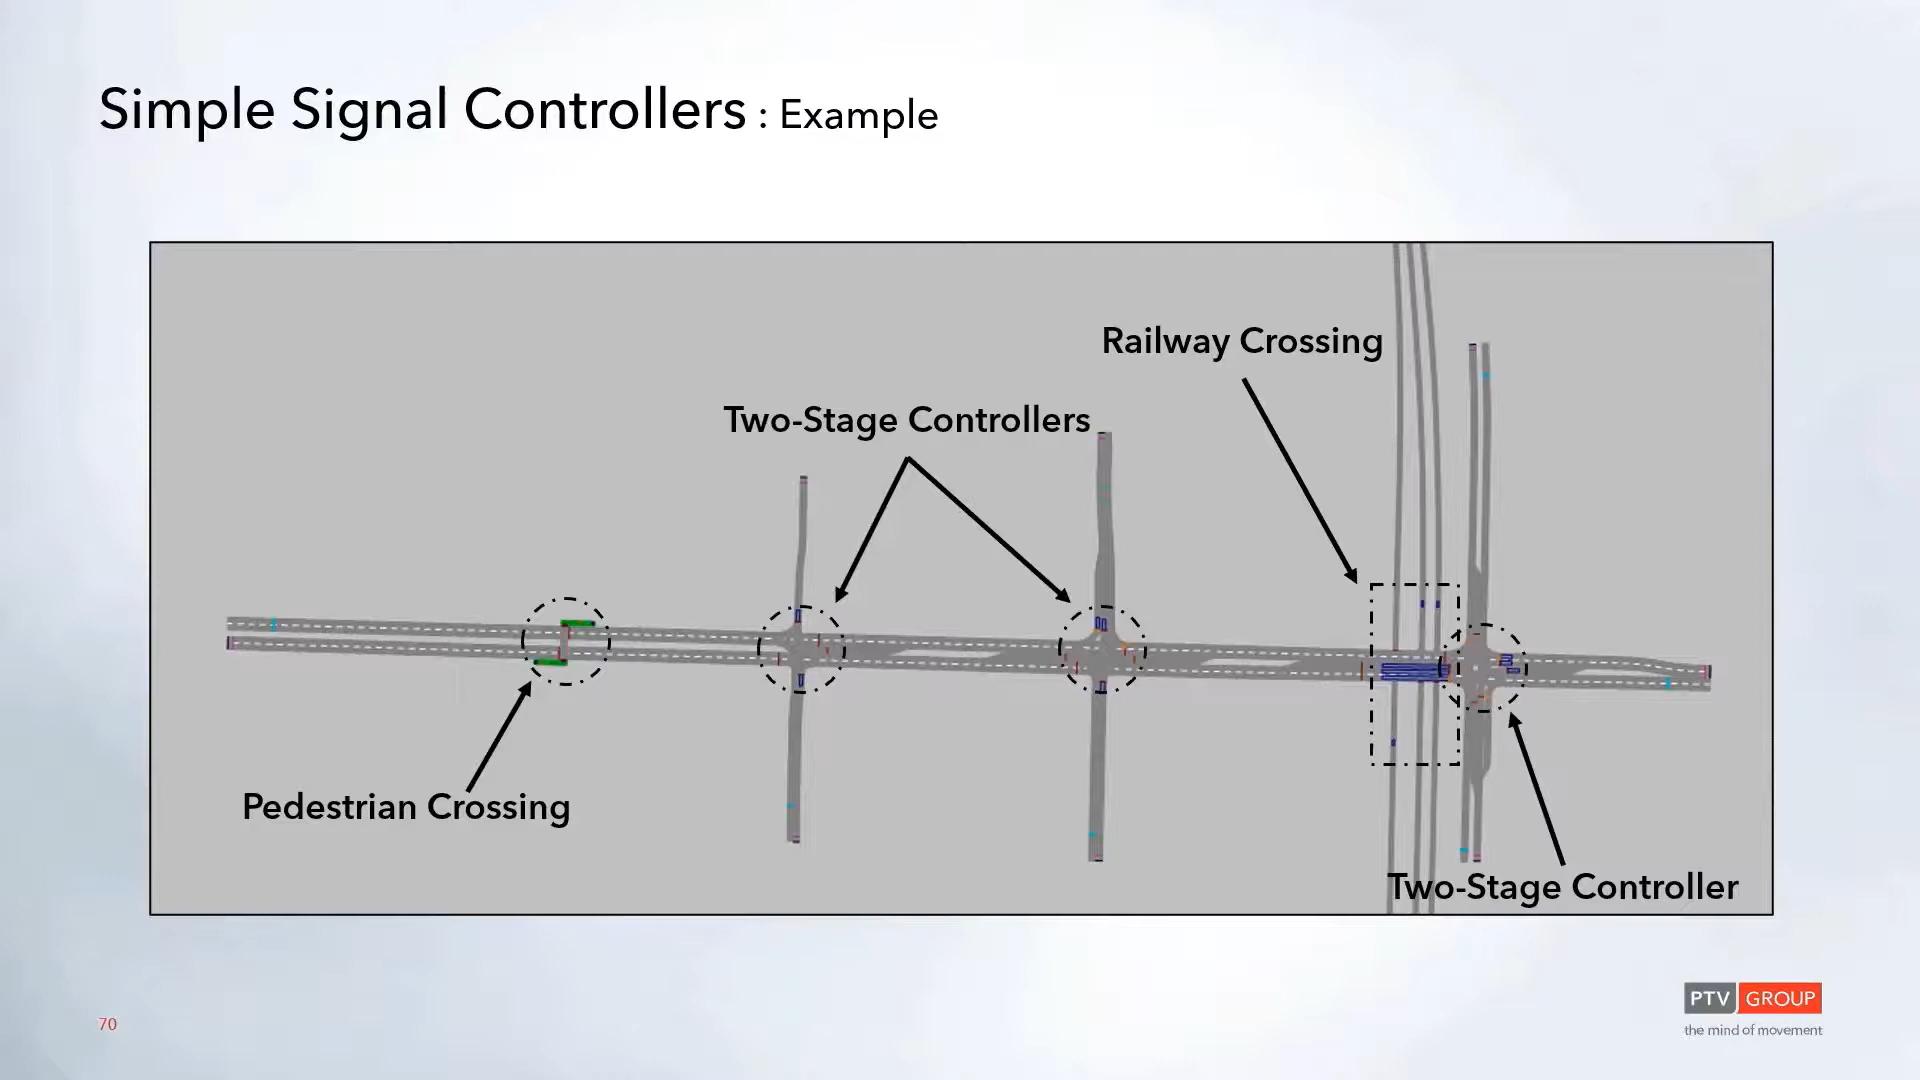 Simple Signal Controllers : Example
Railway Crossing
Two-Stage Controllers
Pedestrian Crossing
Two-Stage Controller
70
PTV GROUP
the mind of movement